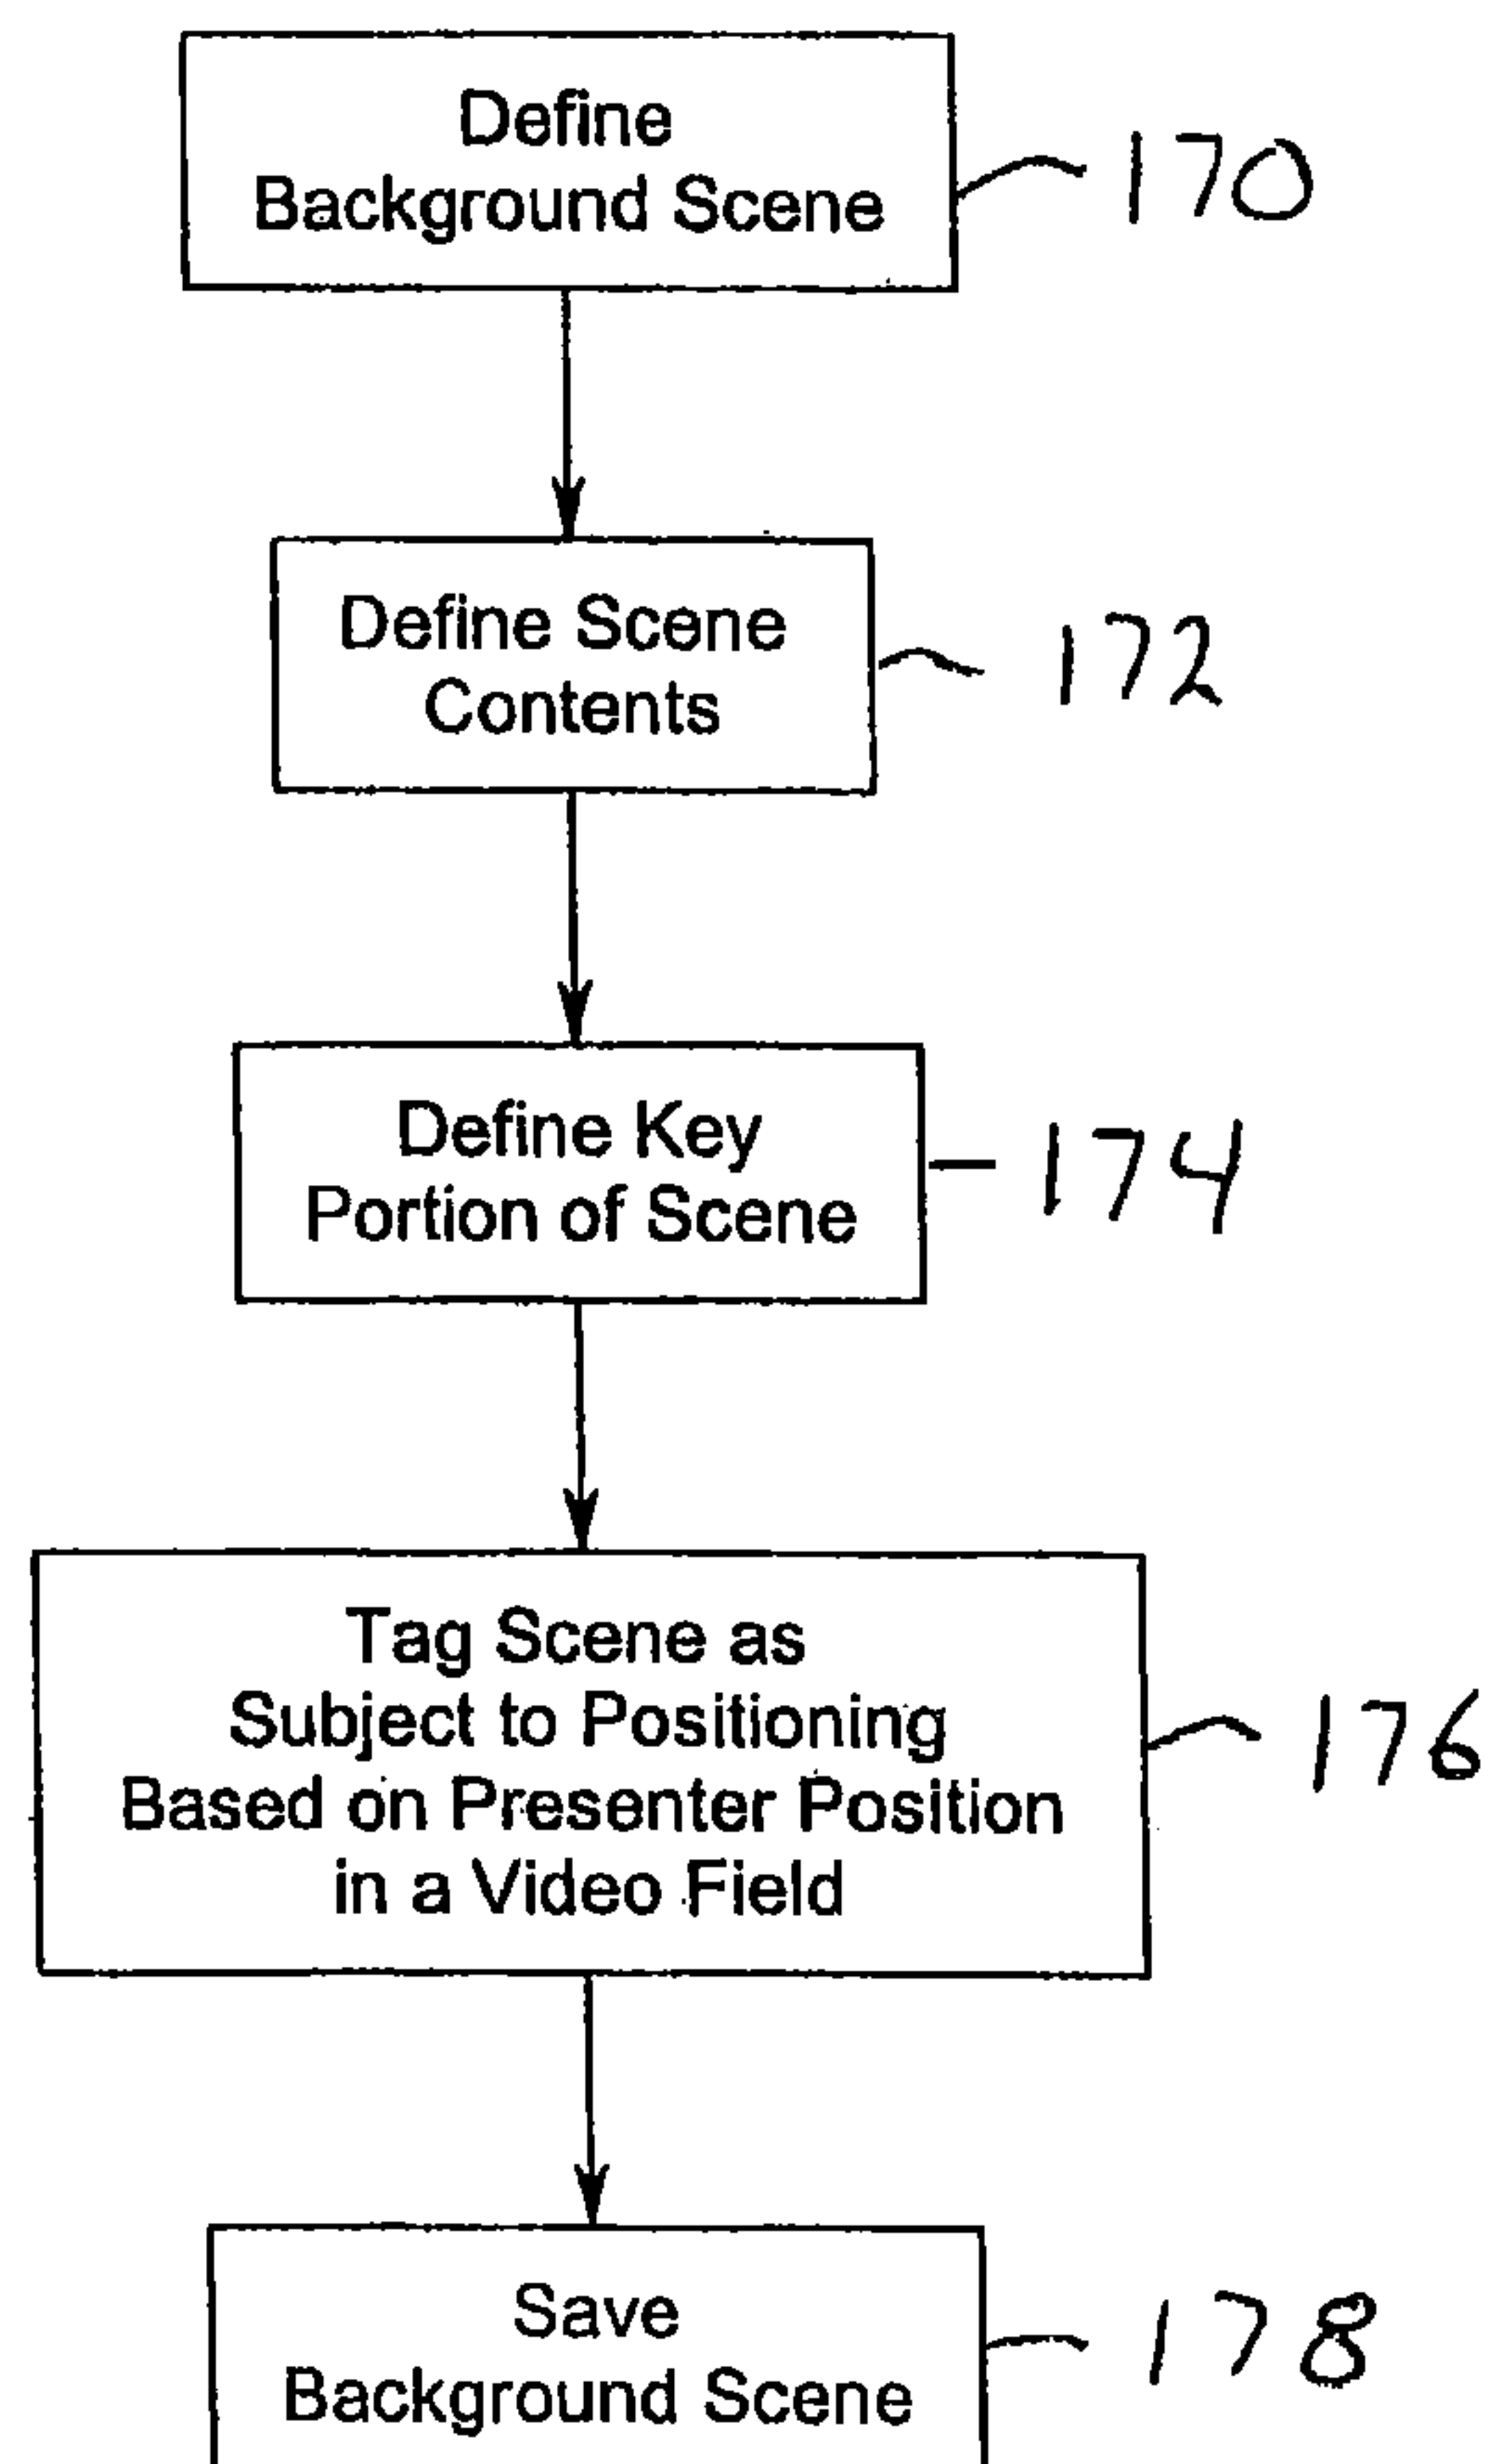 Define
Background Scene
170
Define Scene
Contents
172
Define Key
Portion of Scene
174
Tag Scene as
Subject to Positioning
Based on Presenter Position
in a Video Field
176
Save
Background Scene
178